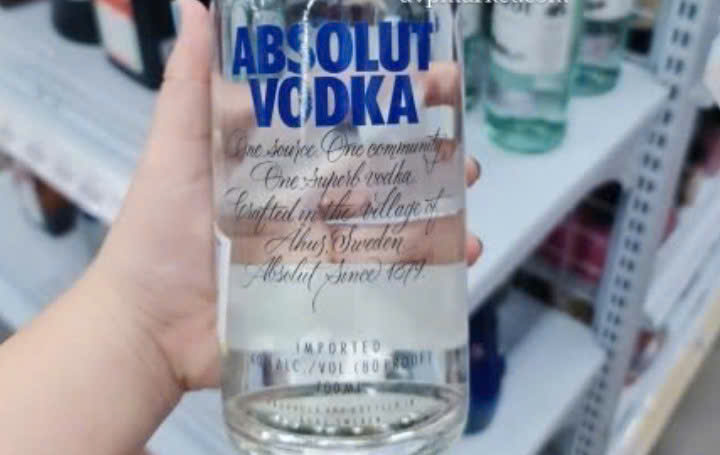 ABSOLUT
VODKA
One source. One community.
One superb vodka.
Crafted in the village of
Åhus, Sweden
Absolut Since 1879.
IMPORTED
40% ALC./VOL. (80 PROOF)